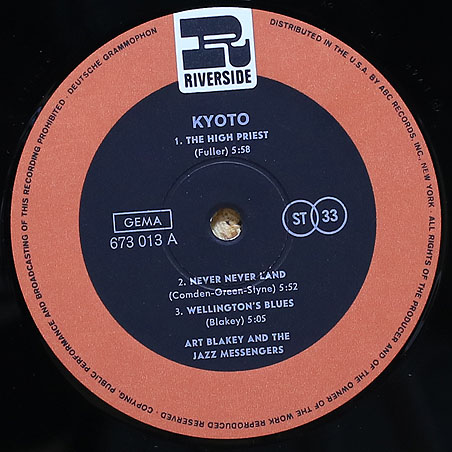 R
RIVERSIDE
KYOTO
1. THE HIGH PRIEST
(Fuller) 5:58
GEMA
673 013 A
ST 33
2. NEVER NEVER LAND
(Comden-Green-Styne) 5:52
3. WELLINGTON'S BLUES
(Blakey) 5:05
ART BLAKEY AND THE
JAZZ MESSENGERS
DISTRIBUTED IN THE U.S.A. BY ABC RECORDS, INC. NEW YORK · ALL RIGHTS OF THE PRODUCER AND OF THE OWNER OF THE WORK REPRODUCED RESERVED · COPYING, PUBLIC PERFORMANCE AND BROADCASTING OF THIS RECORDING PROHIBITED · DEUTSCHE GRAMMOPHON